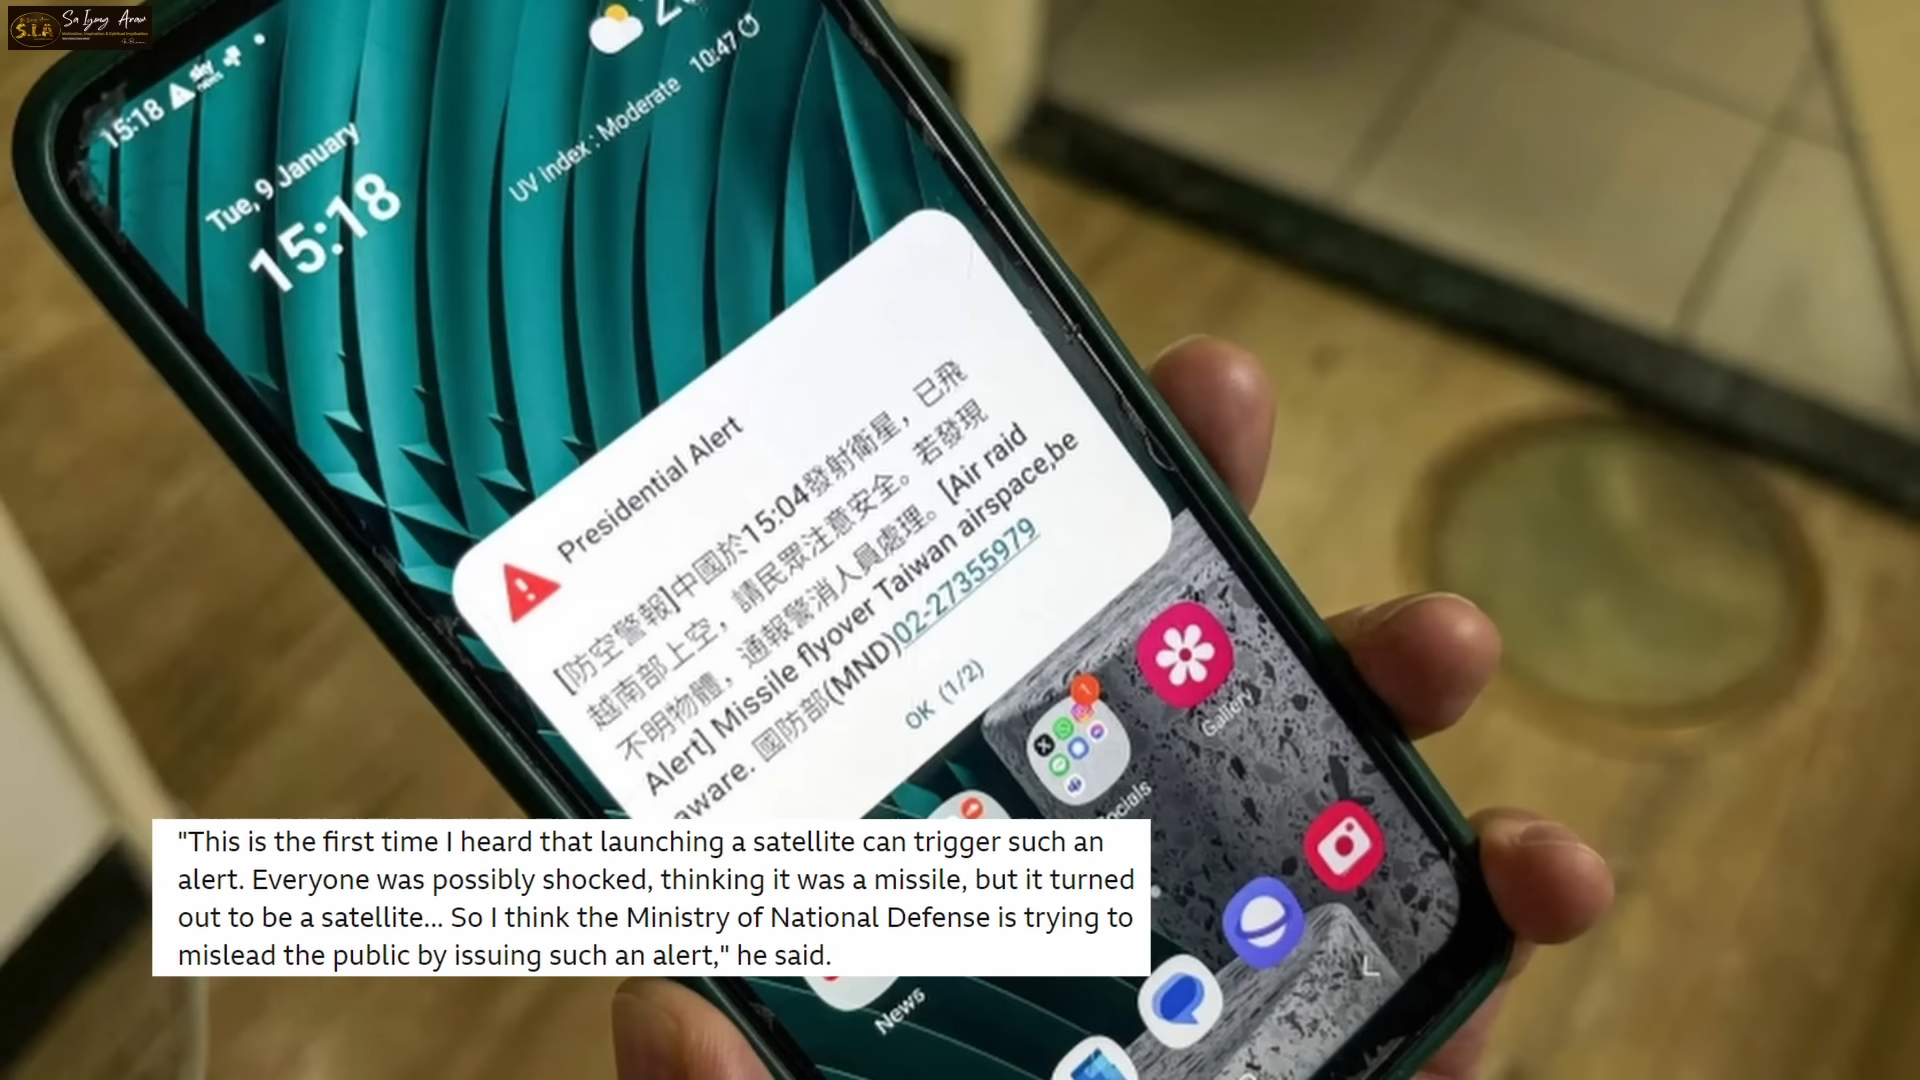 S.I.A
Sa Iyong Araw
15:18
sky
news
Tue, 9 January
15:18
UV index : Moderate 10:47
Presidential Alert
[防空警報]中國於15:04發射衛星，已飛
越南部上空，請民眾注意安全。若發現
不明物體，通報警消人員處理。[Air raid
Alert] Missile flyover Taiwan airspace,be
aware. 國防部(MND)02-27355979
OK (1/2)
1
Gallery
News
"This is the first time I heard that launching a satellite can trigger such an
alert. Everyone was possibly shocked, thinking it was a missile, but it turned
out to be a satellite... So I think the Ministry of National Defense is trying to
mislead the public by issuing such an alert," he said.